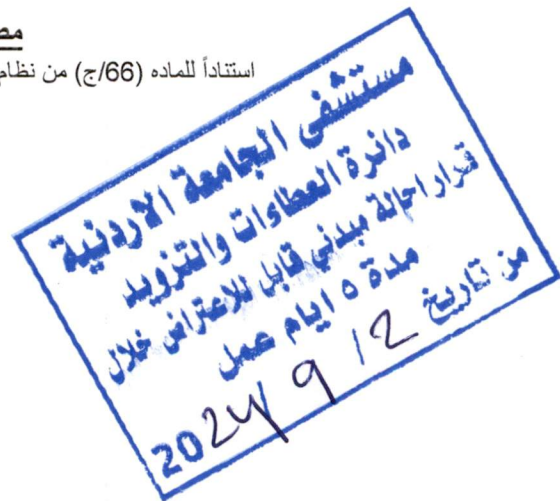 استناداً للماده (66/ج) من نظام
مستشفى الجامعة الاردنية
دائرة العطاءات والتزويد
قرار احالة مبدئي قابل للاعتراض خلال
مدة ٥ ايام عمل
من تاريخ 2 / 9 / 2024